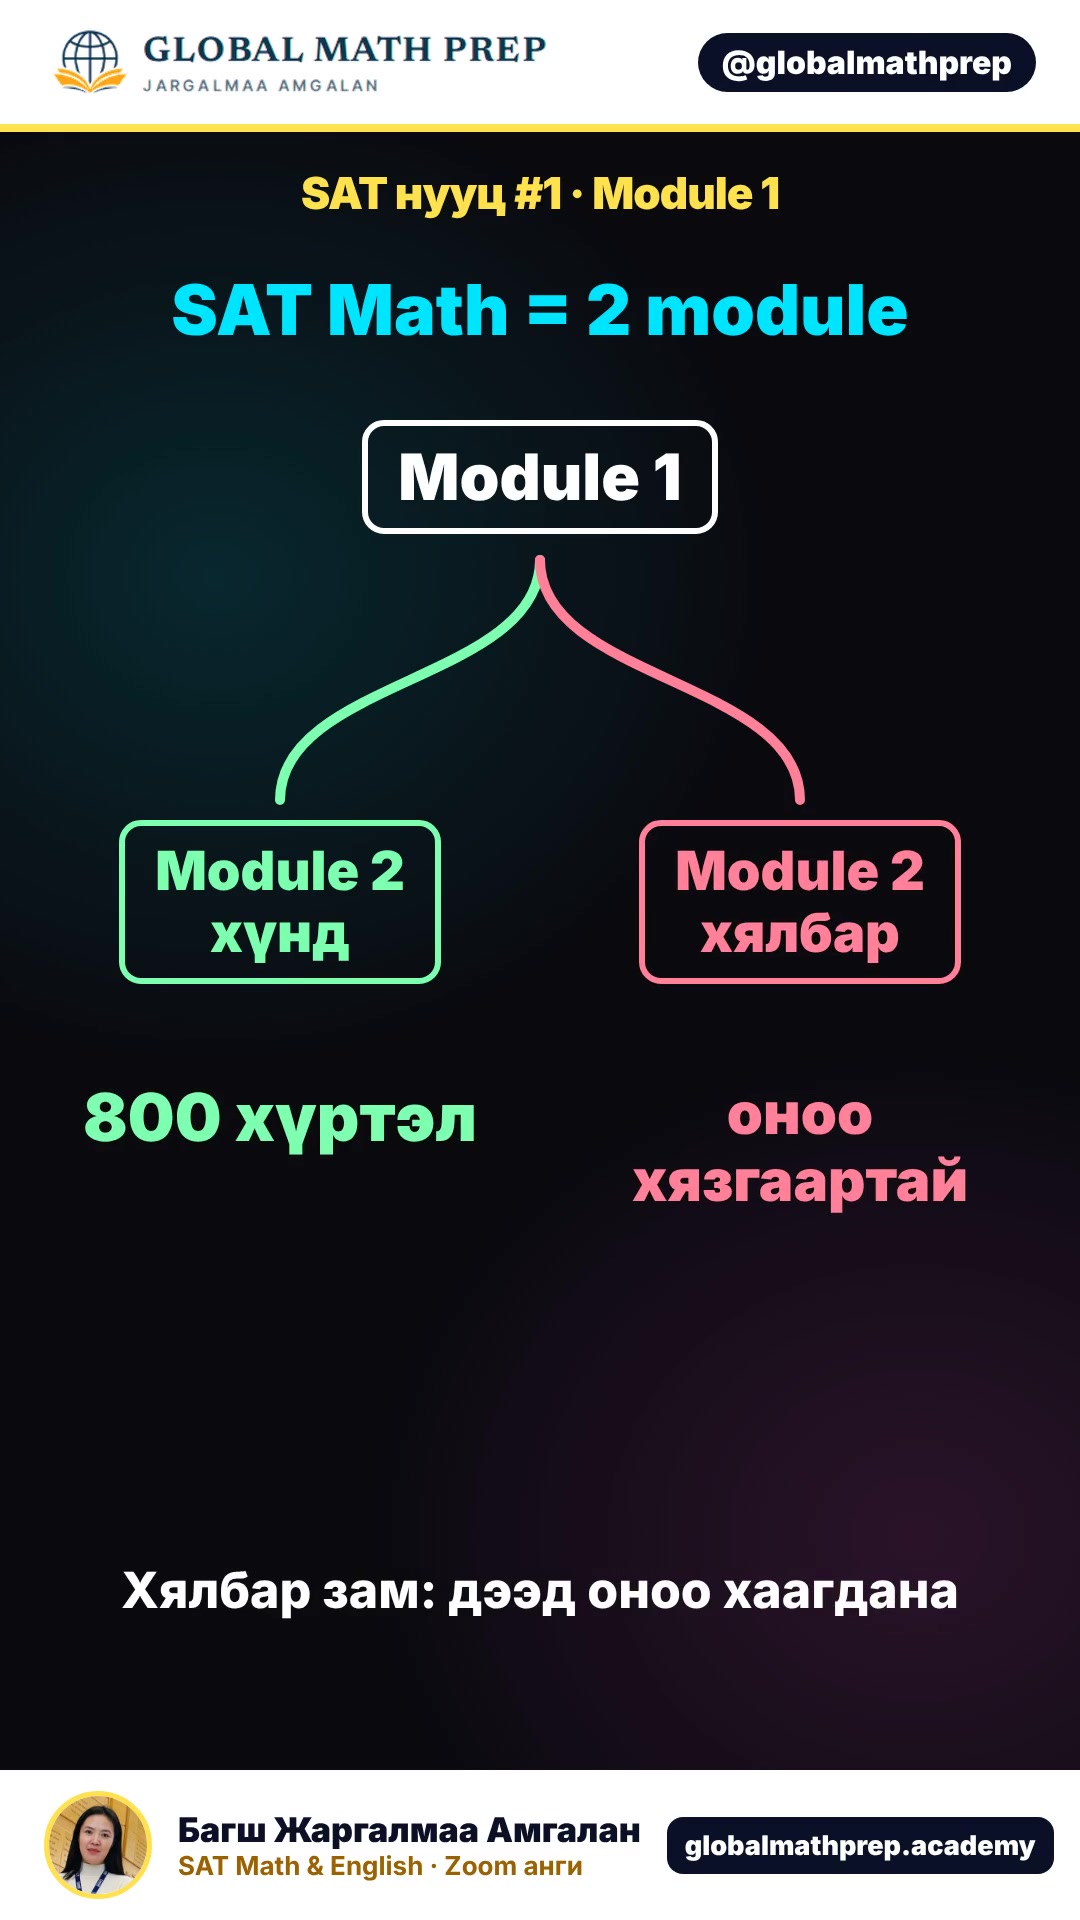 GLOBAL MATH PREP
JARGALMAA AMGALAN
@globalmathprep
SAT нууц #1 · Module 1
SAT Math = 2 module
Module 1
Module 2
хүнд
Module 2
хялбар
800 хүртэл
оноо
хязгаартай
Хялбар зам: дээд оноо хаагдана
Багш Жаргалмаа Амгалан
SAT Math & English · Zoom анги
globalmathprep.academy